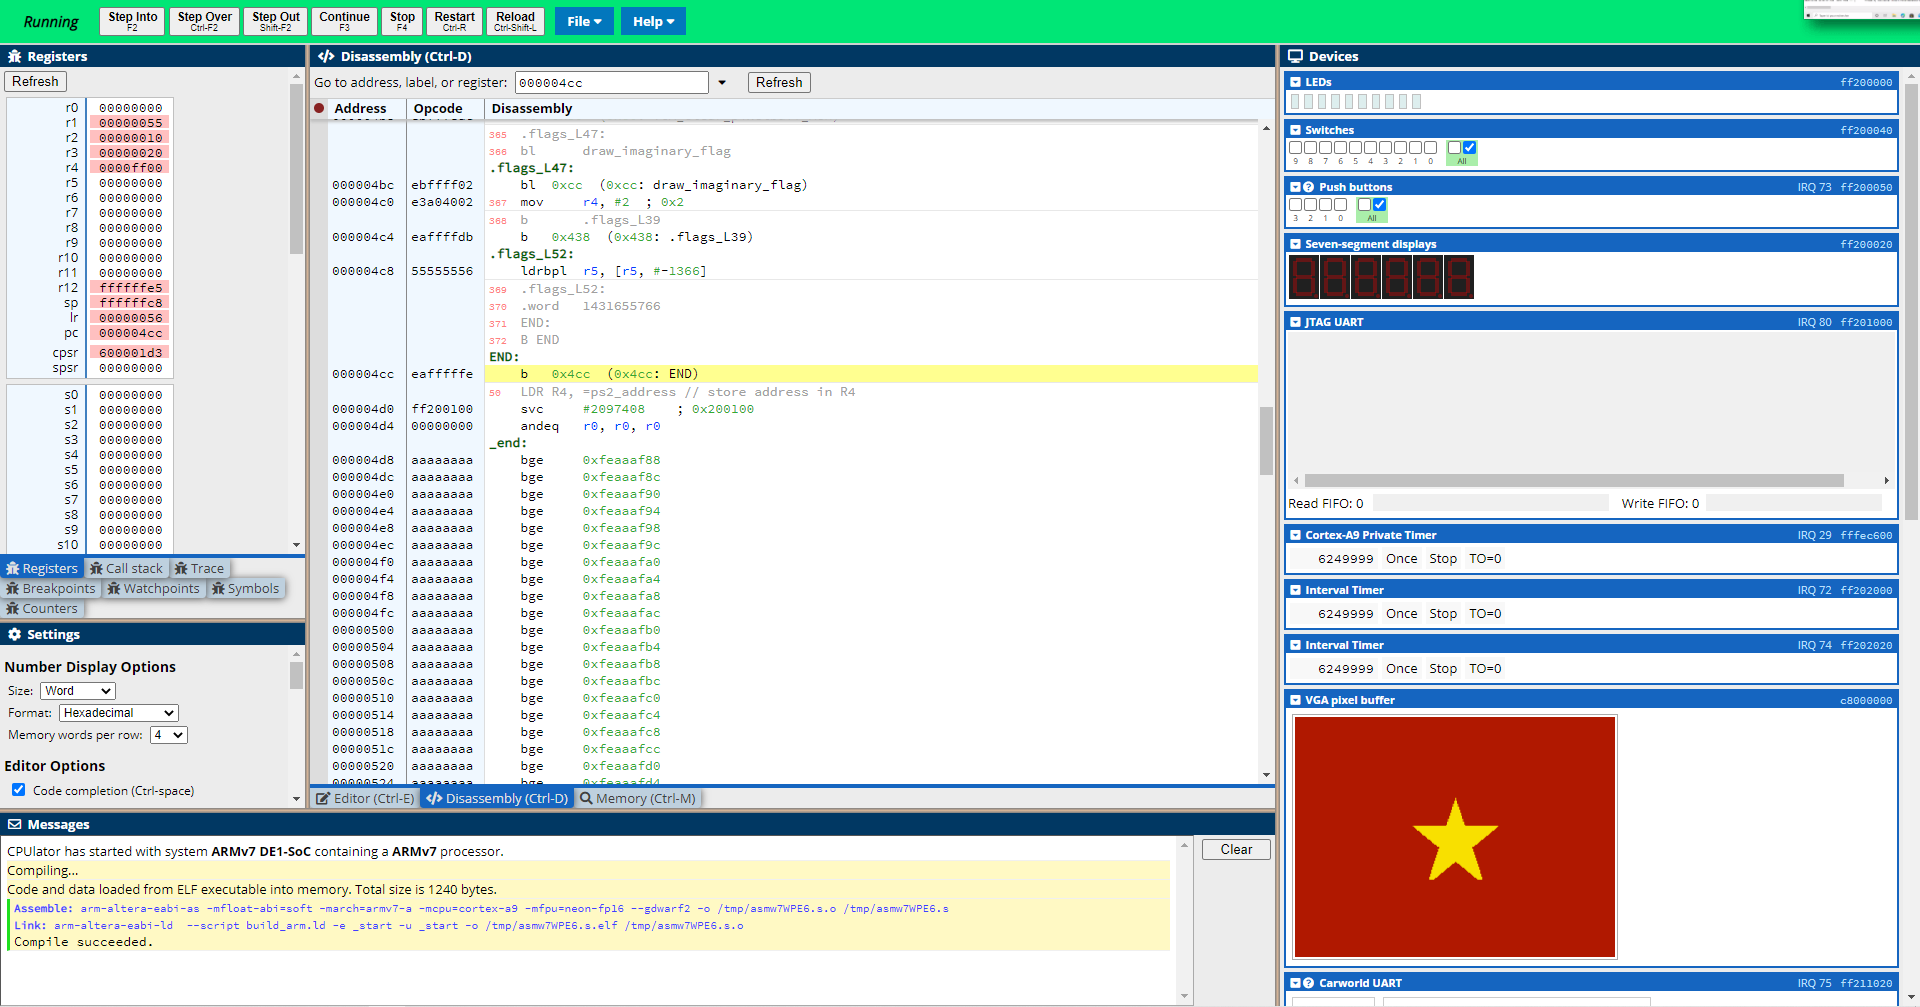 Running
Step Into
F2
Step Over
Ctrl-F2
Step Out
Shift-F2
Continue
F3
Stop
F4
Restart
Ctrl-R
Reload
Ctrl-Shift-L
File
Help
Registers
Refresh
r0 00000000
r1 00000055
r2 00000010
r3 00000020
r4 0000ff00
r5 00000000
r6 00000000
r7 00000000
r8 00000000
r9 00000000
r10 00000000
r11 00000000
r12 ffffffe5
sp ffffffc8
lr 00000056
pc 000004cc
cpsr 600001d3
spsr 00000000
s0 00000000
s1 00000000
s2 00000000
s3 00000000
s4 00000000
s5 00000000
s6 00000000
s7 00000000
s8 00000000
s9 00000000
s10 00000000
Registers Call stack Trace
Breakpoints Watchpoints Symbols
Counters
Settings
Number Display Options
Size: Word
Format: Hexadecimal
Memory words per row: 4
Editor Options
Code completion (Ctrl-space)
Disassembly (Ctrl-D)
Go to address, label, or register: 000004cc Refresh
Address Opcode Disassembly
365 .flags_L47:
366 bl draw_imaginary_flag
.flags_L47:
000004bc ebffff02 bl 0xcc (0xcc: draw_imaginary_flag)
000004c0 e3a04002 367 mov r4, #2 ; 0x2
368 b .flags_L39
000004c4 eaffffdb b 0x438 (0x438: .flags_L39)
.flags_L52:
000004c8 55555556 ldrbpl r5, [r5, #-1366]
369 .flags_L52:
370 .word 1431655766
371 END:
372 B END
END:
000004cc eafffffe b 0x4cc (0x4cc: END)
50 LDR R4, =ps2_address // store address in R4
000004d0 ff200100 svc #2097408 ; 0x200100
000004d4 00000000 andeq r0, r0, r0
_end:
000004d8 aaaaaaaa bge 0xfeaaaf88
000004dc aaaaaaaa bge 0xfeaaaf8c
000004e0 aaaaaaaa bge 0xfeaaaf90
000004e4 aaaaaaaa bge 0xfeaaaf94
000004e8 aaaaaaaa bge 0xfeaaaf98
000004ec aaaaaaaa bge 0xfeaaaf9c
000004f0 aaaaaaaa bge 0xfeaaafa0
000004f4 aaaaaaaa bge 0xfeaaafa4
000004f8 aaaaaaaa bge 0xfeaaafa8
000004fc aaaaaaaa bge 0xfeaaafac
00000500 aaaaaaaa bge 0xfeaaafb0
00000504 aaaaaaaa bge 0xfeaaafb4
00000508 aaaaaaaa bge 0xfeaaafb8
0000050c aaaaaaaa bge 0xfeaaafbc
00000510 aaaaaaaa bge 0xfeaaafc0
00000514 aaaaaaaa bge 0xfeaaafc4
00000518 aaaaaaaa bge 0xfeaaafc8
0000051c aaaaaaaa bge 0xfeaaafcc
00000520 aaaaaaaa bge 0xfeaaafd0
00000524 aaaaaaaa bge 0xfeaaafd4
Editor (Ctrl-E) Disassembly (Ctrl-D) Memory (Ctrl-M)
Messages
Clear
CPUlator has started with system ARMv7 DE1-SoC containing a ARMv7 processor.
Compiling...
Code and data loaded from ELF executable into memory. Total size is 1240 bytes.
Assemble: arm-altera-eabi-as -mfloat-abi=soft -march=armv7-a -mcpu=cortex-a9 -mfpu=neon-fp16 --gdwarf2 -o /tmp/asmw7WPE6.s.o /tmp/asmw7WPE6.s
Link: arm-altera-eabi-ld --script build_arm.ld -e _start -u _start -o /tmp/asmw7WPE6.s.elf /tmp/asmw7WPE6.s.o
Compile succeeded.
Devices
LEDs ff200000
Switches ff200040
9 8 7 6 5 4 3 2 1 0 All
Push buttons IRQ 73 ff200050
3 2 1 0 All
Seven-segment displays ff200020
JTAG UART IRQ 80 ff201000
Read FIFO: 0 Write FIFO: 0
Cortex-A9 Private Timer IRQ 29 fffec600
6249999 Once Stop TO=0
Interval Timer IRQ 72 ff202000
6249999 Once Stop TO=0
Interval Timer IRQ 74 ff202020
6249999 Once Stop TO=0
VGA pixel buffer c8000000
Carworld UART IRQ 75 ff211020